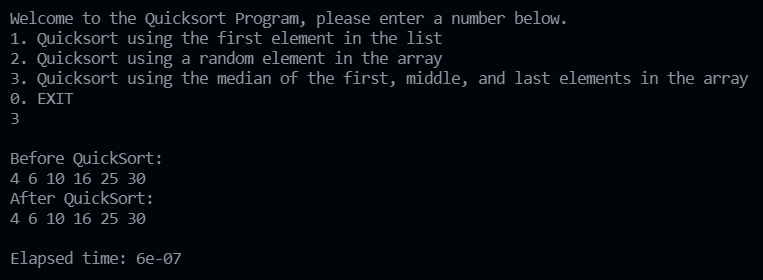 Welcome to the Quicksort Program, please enter a number below.
1. Quicksort using the first element in the list
2. Quicksort using a random element in the array
3. Quicksort using the median of the first, middle, and last elements in the array
0. EXIT
3
Before QuickSort:
4 6 10 16 25 30
After QuickSort:
4 6 10 16 25 30
Elapsed time: 6e-07